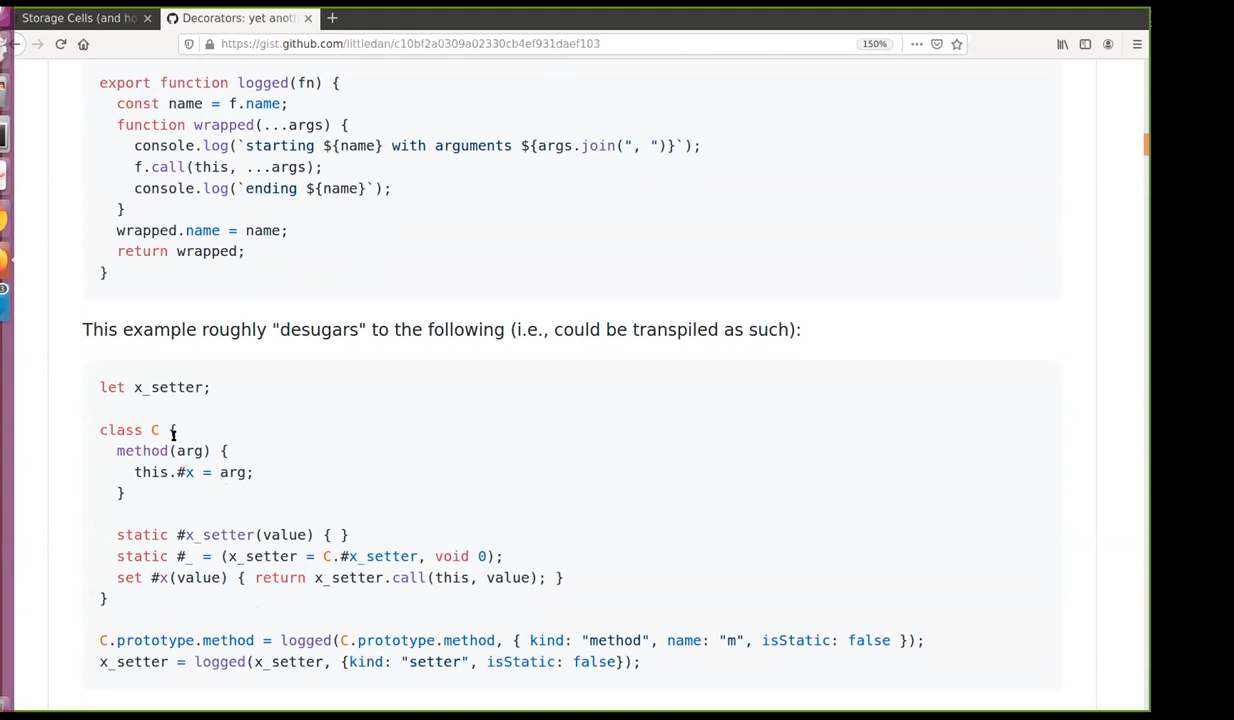 Storage Cells (and ho
Decorators: yet anoth
https://gist.github.com/littledan/c10bf2a0309a02330cb4ef931daef103
150%
export function logged(fn) {
const name = f.name;
function wrapped(...args) {
console.log(`starting ${name} with arguments ${args.join(", ")}`);
f.call(this, ...args);
console.log(`ending ${name}`);
}
wrapped.name = name;
return wrapped;
}
This example roughly "desugars" to the following (i.e., could be transpiled as such):
let x_setter;
class C {
method(arg) {
this.#x = arg;
}
static #x_setter(value) { }
static #_ = (x_setter = C.#x_setter, void 0);
set #x(value) { return x_setter.call(this, value); }
}
C.prototype.method = logged(C.prototype.method, { kind: "method", name: "m", isStatic: false });
x_setter = logged(x_setter, {kind: "setter", isStatic: false});